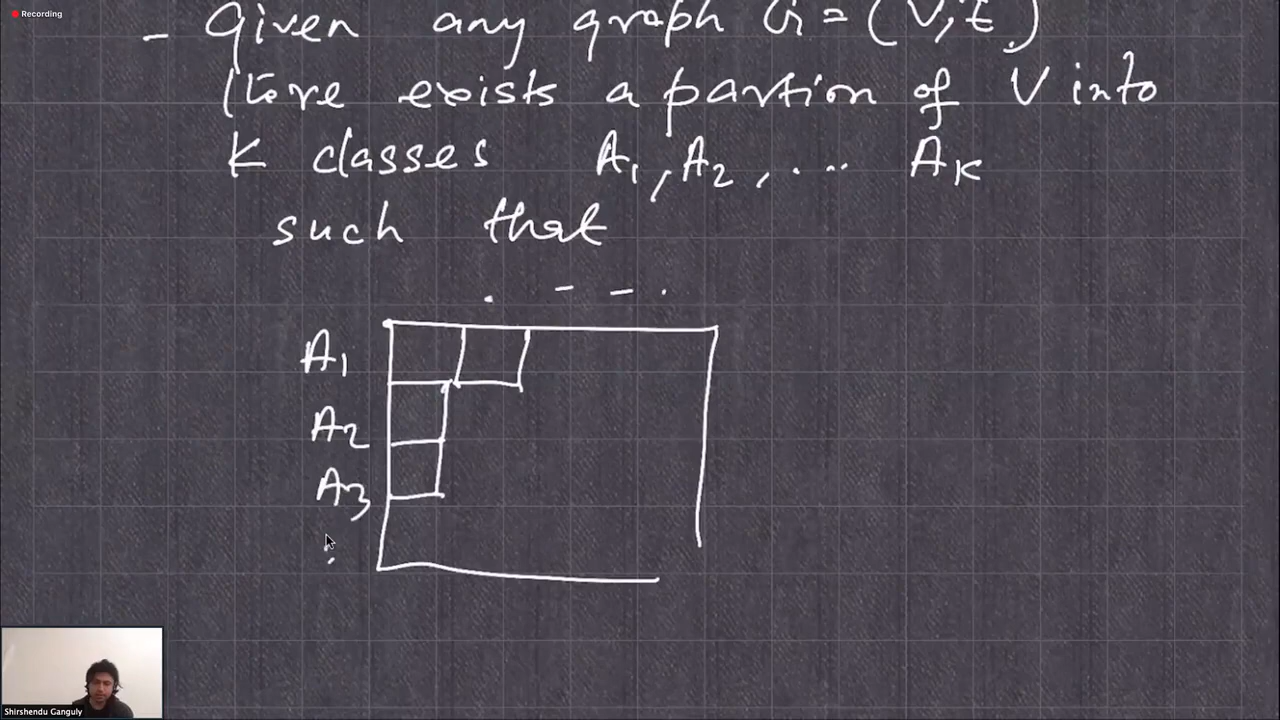 Recording
- Given any graph G = (V, E)
there exists a partion of V into
K classes A1, A2, ... AK
such that
. - - .
A1
A2
A3
:
Shirshendu Ganguly